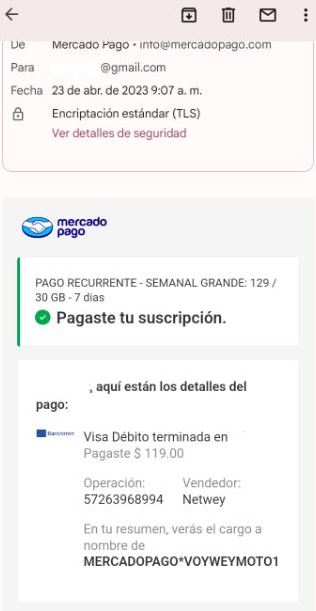 De Mercado Pago • info@mercadopago.com
Para @gmail.com
Fecha 23 de abr. de 2023 9:07 a. m.
Encriptación estándar (TLS)
Ver detalles de seguridad
mercado
pago
PAGO RECURRENTE - SEMANAL GRANDE: 129 /
30 GB - 7 dias
Pagaste tu suscripción.
, aquí están los detalles del
pago:
Bancomer
Visa Débito terminada en
Pagaste $ 119.00
Operación: Vendedor:
57263968994 Netwey
En tu resumen, verás el cargo a
nombre de
MERCADOPAGO*VOYWEYMOTO1